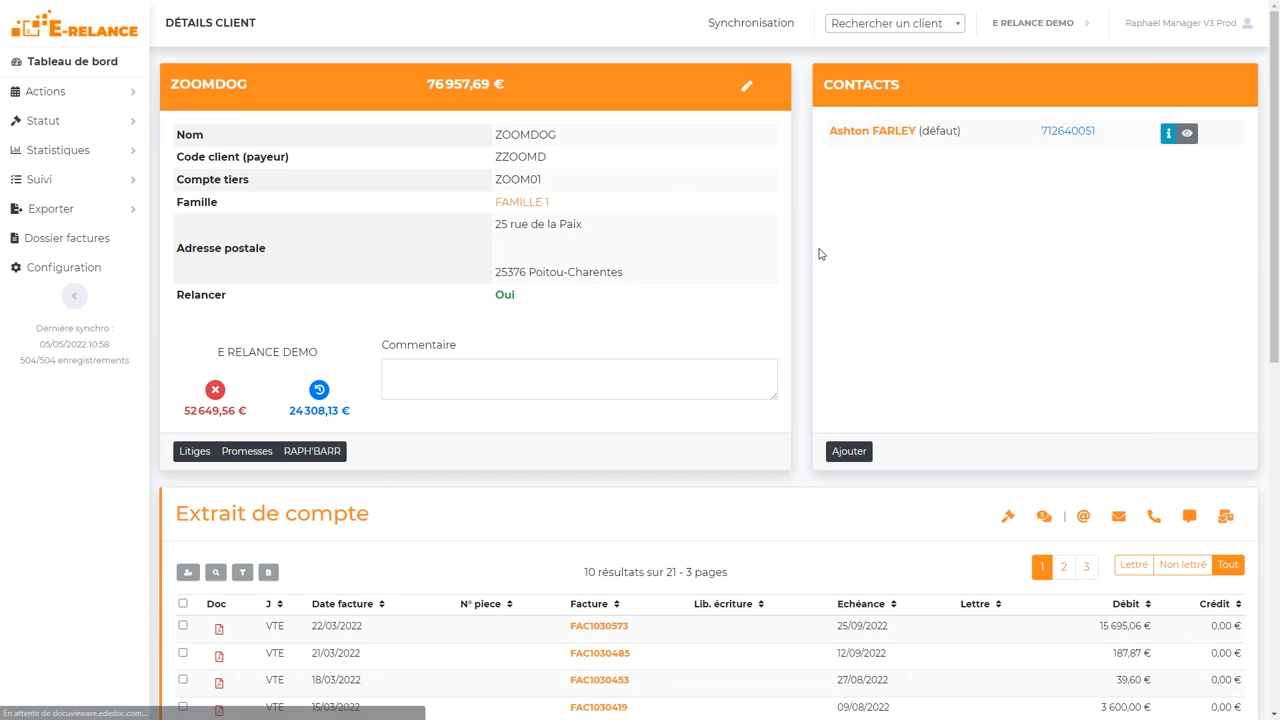 E-RELANCE
DÉTAILS CLIENT
Synchronisation
Rechercher un client
E RELANCE DEMO
Raphaël Manager V3 Prod
Tableau de bord
Actions
Statut
Statistiques
Suivi
Exporter
Dossier factures
Configuration
Dernière synchro :
05/05/2022 10:58
504/504 enregistrements
ZOOMDOG 76 957,69 €
Nom ZOOMDOG
Code client (payeur) ZZOOMD
Compte tiers ZOOM01
Famille FAMILLE 1
Adresse postale 25 rue de la Paix
25376 Poitou-Charentes
Relancer Oui
E RELANCE DEMO
52 649,56 € 24 308,13 €
Commentaire
Litiges Promesses RAPH'BARR
CONTACTS
Ashton FARLEY (défaut) 712640051
Ajouter
Extrait de compte
10 résultats sur 21 - 3 pages
1 2 3
Lettré Non lettré Tout
Doc J Date facture N° piece Facture Lib. écriture Echéance Lettre Débit Crédit
VTE 22/03/2022 FAC1030573 25/09/2022 15 695,06 € 0,00 €
VTE 21/03/2022 FAC1030485 12/09/2022 187,87 € 0,00 €
VTE 18/03/2022 FAC1030453 27/08/2022 39,60 € 0,00 €
VTE 15/03/2022 FAC1030419 09/08/2022 3 600,00 € 0,00 €
En attente de docuvieware.ededoc.com...